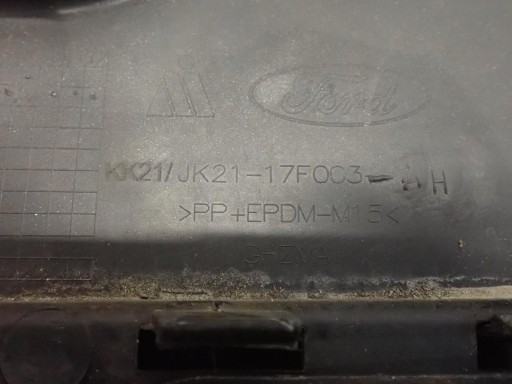 Ford
KK21/JK21-17F003-AH
>PP+EPDM-M15<